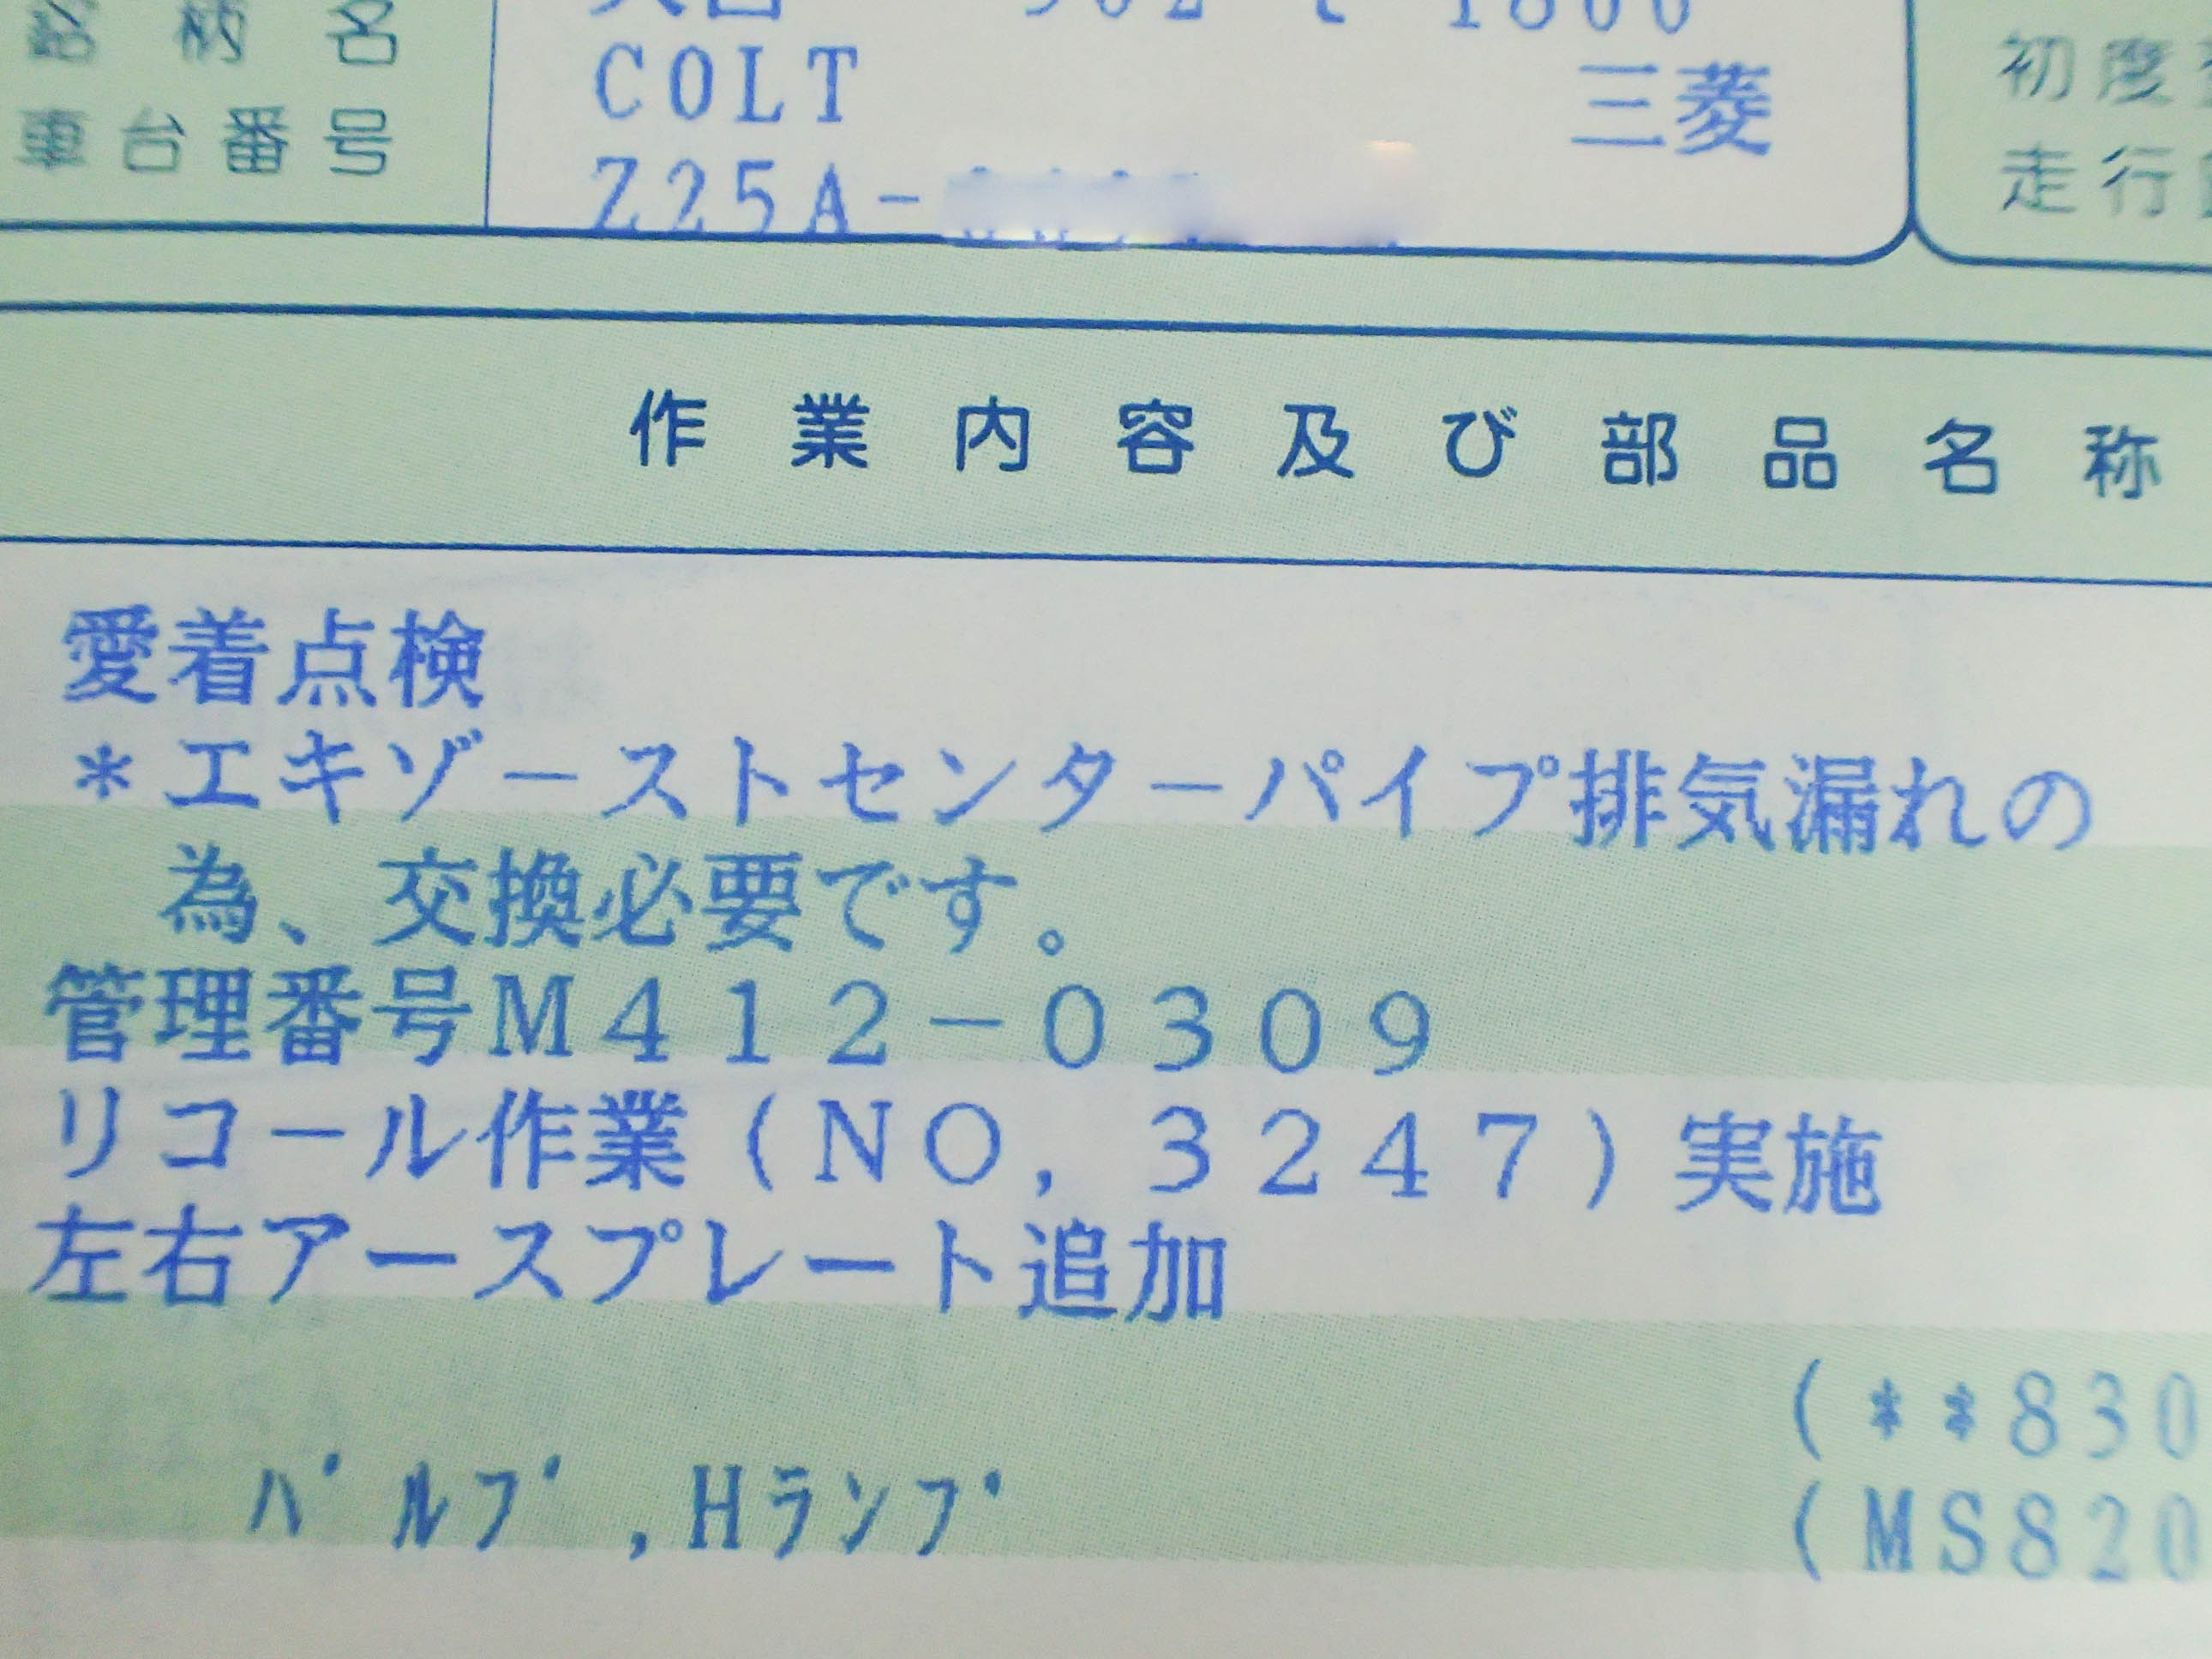 銘柄名 COLT 三菱 初度
車台番号 Z25A- 走行
作業内容及び部品名称
愛着点検
*エキゾーストセンターパイプ排気漏れの
為、交換必要です。
管理番号M412-0309
リコール作業(NO,3247)実施
左右アースプレート追加
(**830
バルブ,Hランプ (MS820